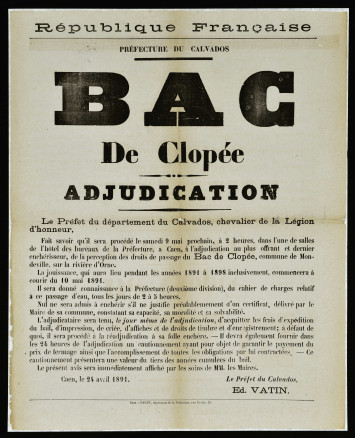 République Française
PRÉFECTURE DU CALVADOS
BAC
De Clopée
ADJUDICATION
Le Préfet du département du Calvados, chevalier de la Légion
d'honneur,
Fait savoir qu'il sera procédé le samedi 9 mai prochain, à 2 heures, dans l'une de salles
de l'hôtel des bureaux de la Préfecture, à Caen, à l'adjudication au plus offrant et dernier
enchérisseur, de la perception des droits de passage du Bac de Clopée, commune de Mon-
deville, sur la rivière d'Orne.
La jouissance, qui aura lieu pendant les années 1891 à 1898 inclusivement, commencera à
courir du 10 mai 1891.
Il sera donné connaissance à la Préfecture (deuxième division), du cahier de charges relatif
à ce passage d'eau, tous les jours de 2 à 5 heures.
Nul ne sera admis à enchérir s'il ne justifie préalablement d'un certificat, délivré par le
Maire de sa commune, constatant sa capacité, sa moralité et sa solvabilité.
L'adjudicataire sera tenu, le jour même de l'adjudication, d'acquitter les frais d'expédition
du bail, d'impression, de criée, d'affiches et de droits de timbre et d'enregistrement; à défaut de
quoi, il sera procédé à la réadjudication à sa folle enchère. — Il devra également fournir dans
les 24 heures de l'adjudication un cautionnement ayant pour objet de garantir le payement du
prix de fermage ainsi que l'accomplissement de toutes les obligations par lui contractées. — Ce
cautionnement présentera une valeur du tiers des années courantes du bail.
Le présent avis sera immédiatement affiché par les soins de MM. les Maires.
Caen, le 24 avril 1891.
Le Préfet du Calvados,
Ed. VATIN.